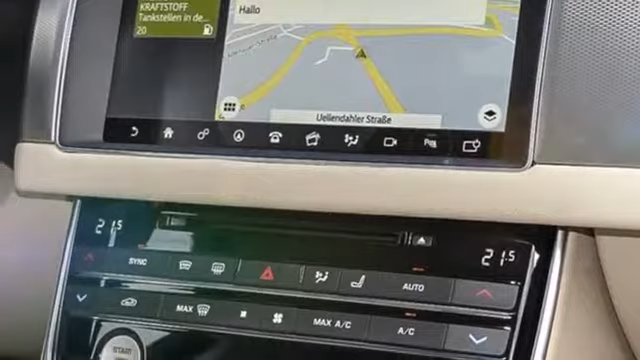 KRAFTSTOFF
Tankstellen in de...
20
Hallo
Uellendahler Straße
21.5
21.5
SYNC
AUTO
MAX
MAX A/C
A/C
START